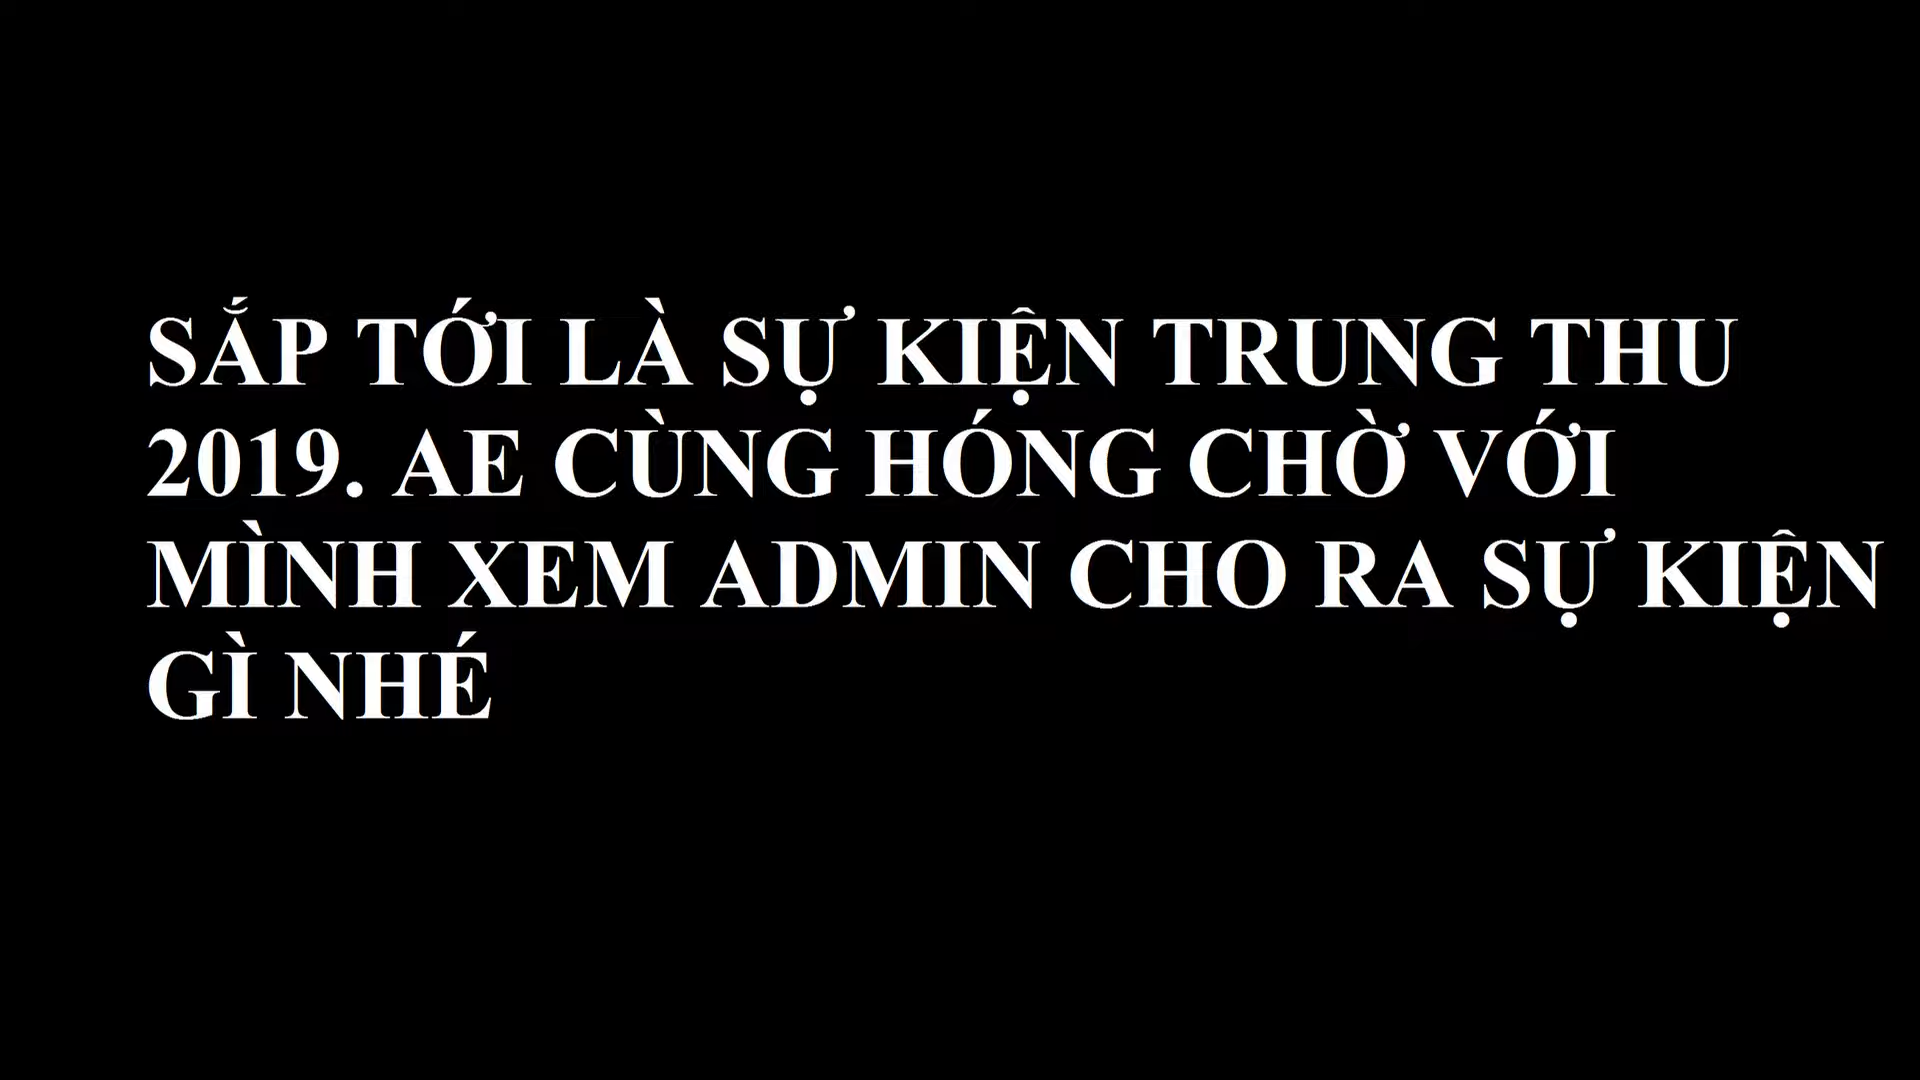 SẮP TỚI LÀ SỰ KIỆN TRUNG THU
2019. AE CÙNG HÓNG CHỜ VỚI
MÌNH XEM ADMIN CHO RA SỰ KIỆN
GÌ NHÉ